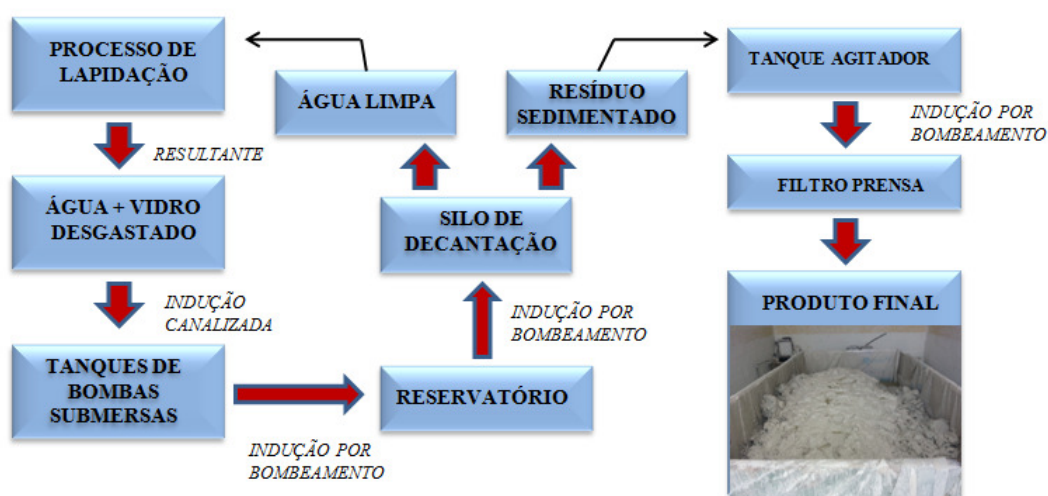 PROCESSO DE
LAPIDAÇÃO
RESULTANTE
ÁGUA + VIDRO
DESGASTADO
INDUÇÃO
CANALIZADA
TANQUES DE
BOMBAS
SUBMERSAS
INDUÇÃO POR
BOMBEAMENTO
RESERVATÓRIO
INDUÇÃO POR
BOMBEAMENTO
SILO DE
DECANTAÇÃO
ÁGUA LIMPA
RESÍDUO
SEDIMENTADO
TANQUE AGITADOR
INDUÇÃO POR
BOMBEAMENTO
FILTRO PRENSA
PRODUTO FINAL